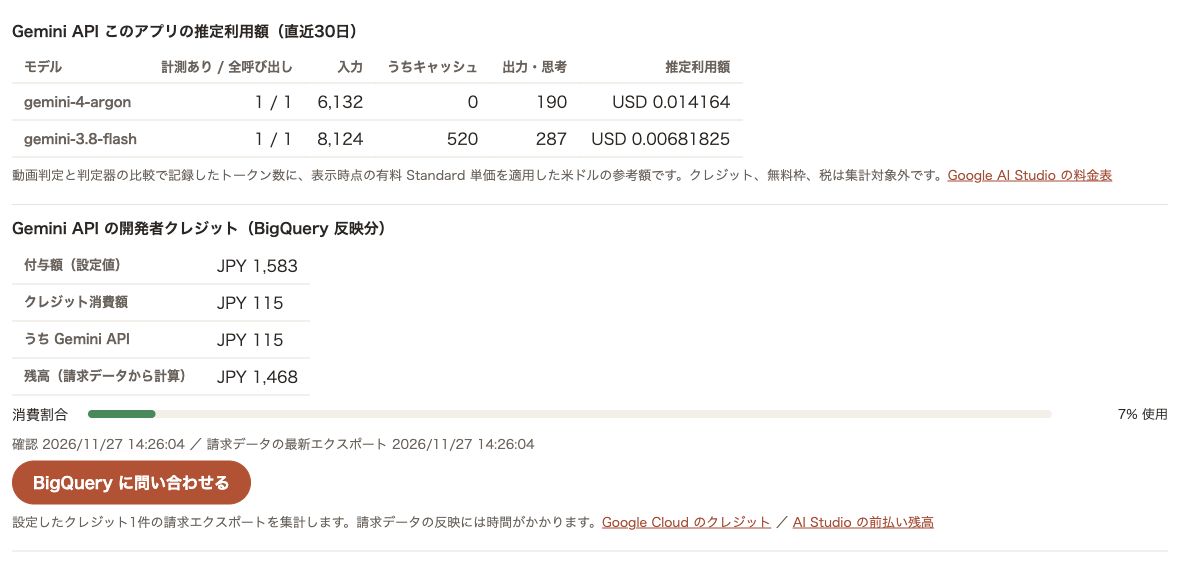 Gemini API このアプリの推定利用額（直近30日）
モデル 計測あり / 全呼び出し 入力 うちキャッシュ 出力・思考 推定利用額
gemini-4-argon 1 / 1 6,132 0 190 USD 0.014164
gemini-3.8-flash 1 / 1 8,124 520 287 USD 0.00681825
動画判定と判定器の比較で記録したトークン数に、表示時点の有料 Standard 単価を適用した米ドルの参考額です。クレジット、無料枠、税は集計対象外です。Google AI Studio の料金表
Gemini API の開発者クレジット（BigQuery 反映分）
付与額（設定値） JPY 1,583
クレジット消費額 JPY 115
うち Gemini API JPY 115
残高（請求データから計算） JPY 1,468
消費割合 7% 使用
確認 2026/11/27 14:26:04 ／ 請求データの最新エクスポート 2026/11/27 14:26:04
BigQuery に問い合わせる
設定したクレジット1件の請求エクスポートを集計します。請求データの反映には時間がかかります。Google Cloud のクレジット ／ AI Studio の前払い残高